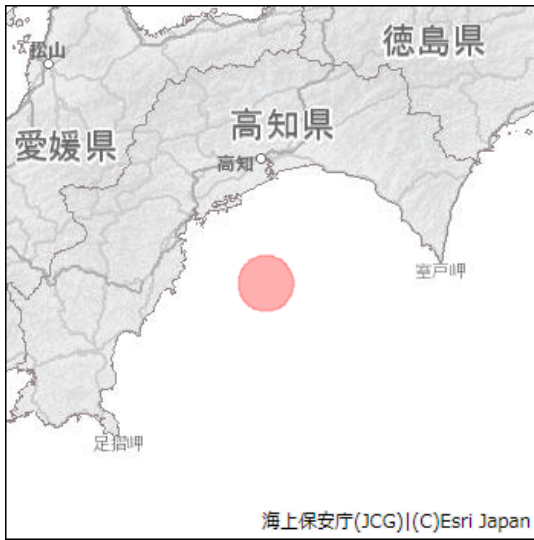 徳島県
松山
高知県
愛媛県
高知
室戸岬
足摺岬
海上保安庁(JCG)|(C)Esri Japan